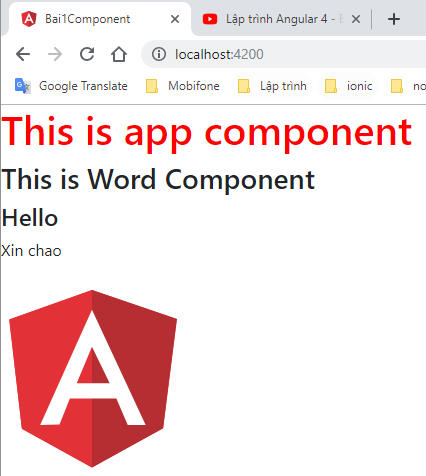 Bai1Component
Lập trình Angular 4 -
localhost:4200
Google Translate
Mobifone
Lập trình
ionic
This is app component
This is Word Component
Hello
Xin chao
A